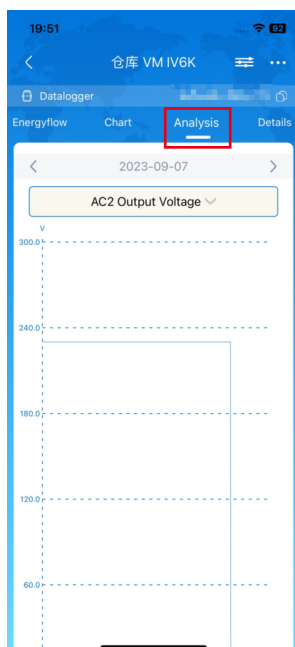 19:51 92
仓库 VM IV6K
Datalogger
Energyflow Chart Analysis Details
2023-09-07
AC2 Output Voltage
V
300.0
240.0
180.0
120.0
60.0